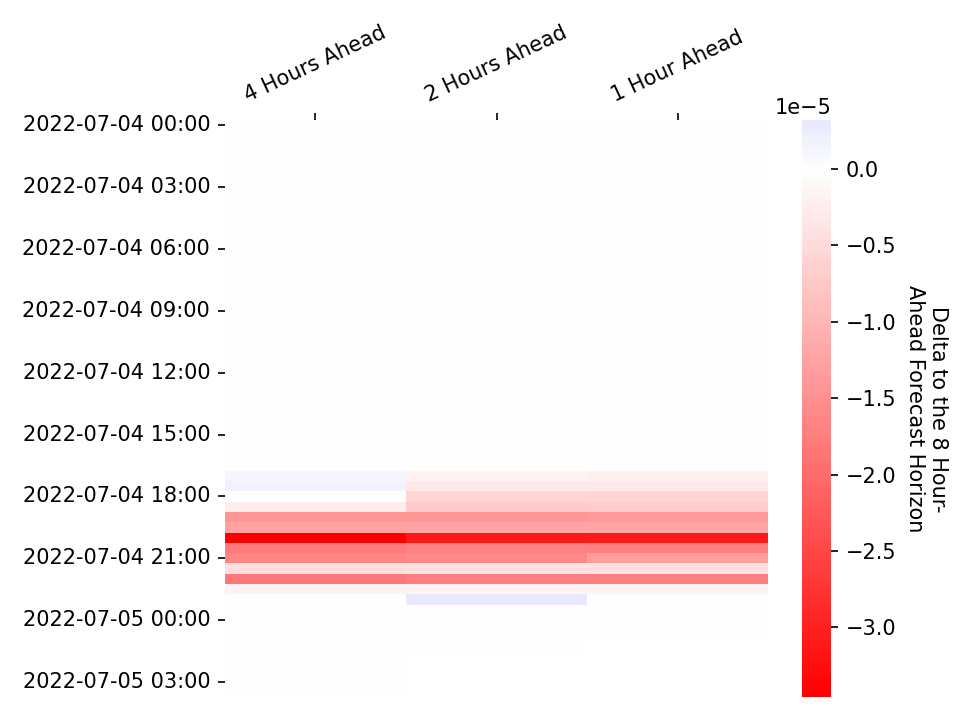 4 Hours Ahead
2 Hours Ahead
1 Hour Ahead
2022-07-04 00:00
2022-07-04 03:00
2022-07-04 06:00
2022-07-04 09:00
2022-07-04 12:00
2022-07-04 15:00
2022-07-04 18:00
2022-07-04 21:00
2022-07-05 00:00
2022-07-05 03:00
1e−5
0.0
−0.5
−1.0
−1.5
−2.0
−2.5
−3.0
Delta to the 8 Hour-
Ahead Forecast Horizon